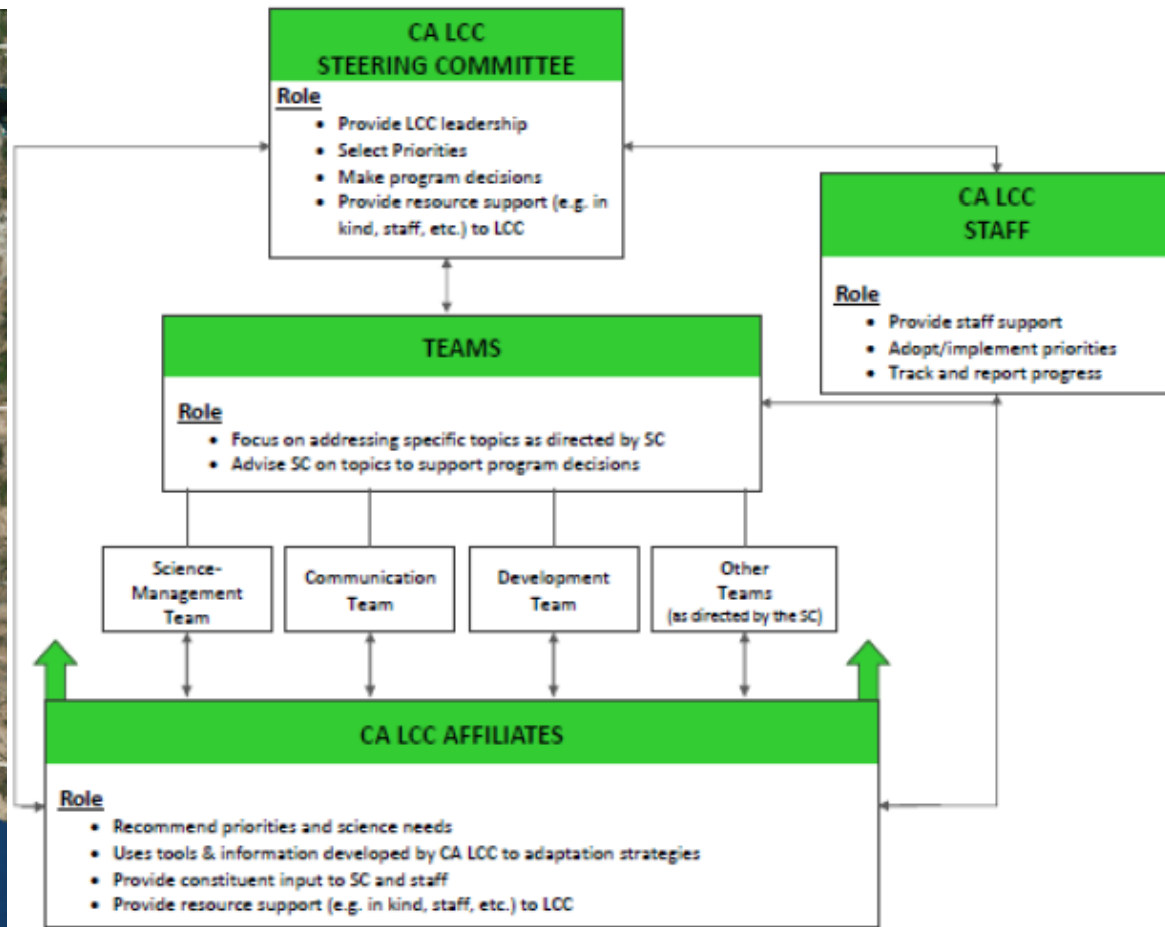 CA LCC
STEERING COMMITTEE
Role
• Provide LCC leadership
• Select Priorities
• Make program decisions
• Provide resource support (e.g. in
kind, staff, etc.) to LCC
CA LCC
STAFF
Role
• Provide staff support
• Adopt/implement priorities
• Track and report progress
TEAMS
Role
• Focus on addressing specific topics as directed by SC
• Advise SC on topics to support program decisions
Science-
Management
Team
Communication
Team
Development
Team
Other
Teams
(as directed by the SC)
CA LCC AFFILIATES
Role
• Recommend priorities and science needs
• Uses tools & information developed by CA LCC to adaptation strategies
• Provide constituent input to SC and staff
• Provide resource support (e.g. in kind, staff, etc.) to LCC